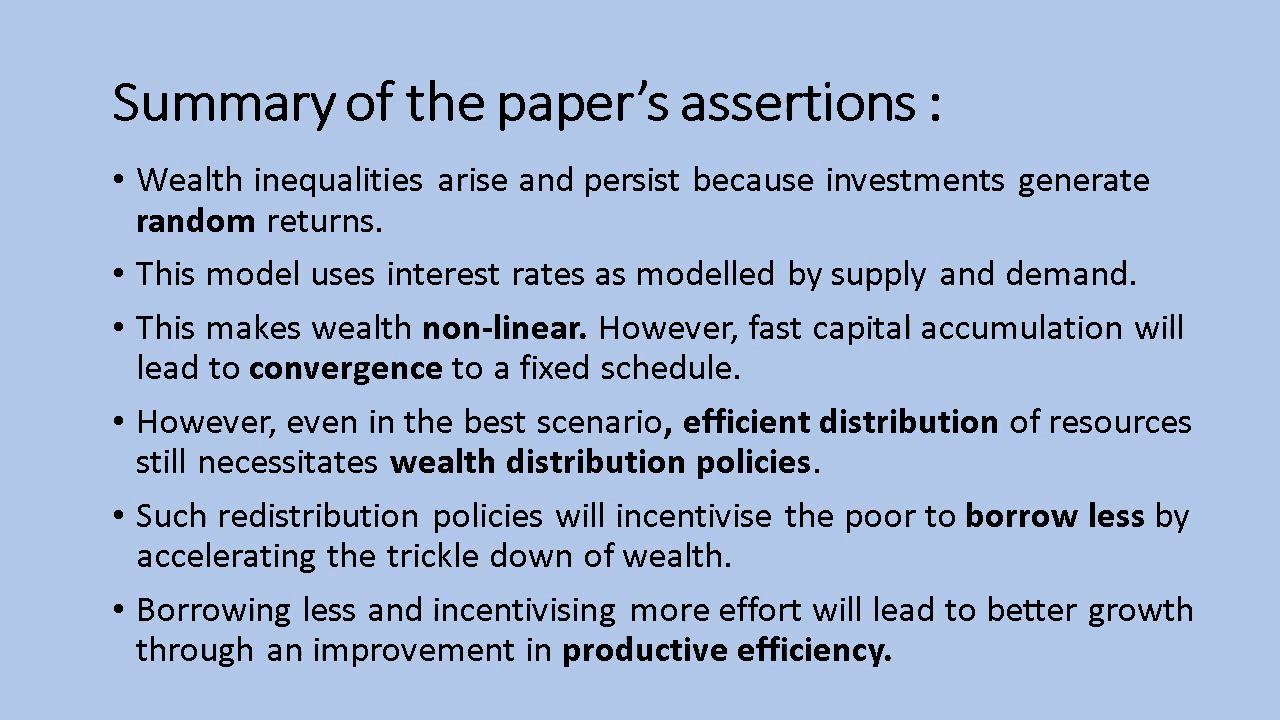 Summary of the paper’s assertions :
• Wealth inequalities arise and persist because investments generate
random returns.
• This model uses interest rates as modelled by supply and demand.
• This makes wealth non-linear. However, fast capital accumulation will
lead to convergence to a fixed schedule.
• However, even in the best scenario, efficient distribution of resources
still necessitates wealth distribution policies.
• Such redistribution policies will incentivise the poor to borrow less by
accelerating the trickle down of wealth.
• Borrowing less and incentivising more effort will lead to better growth
through an improvement in productive efficiency.